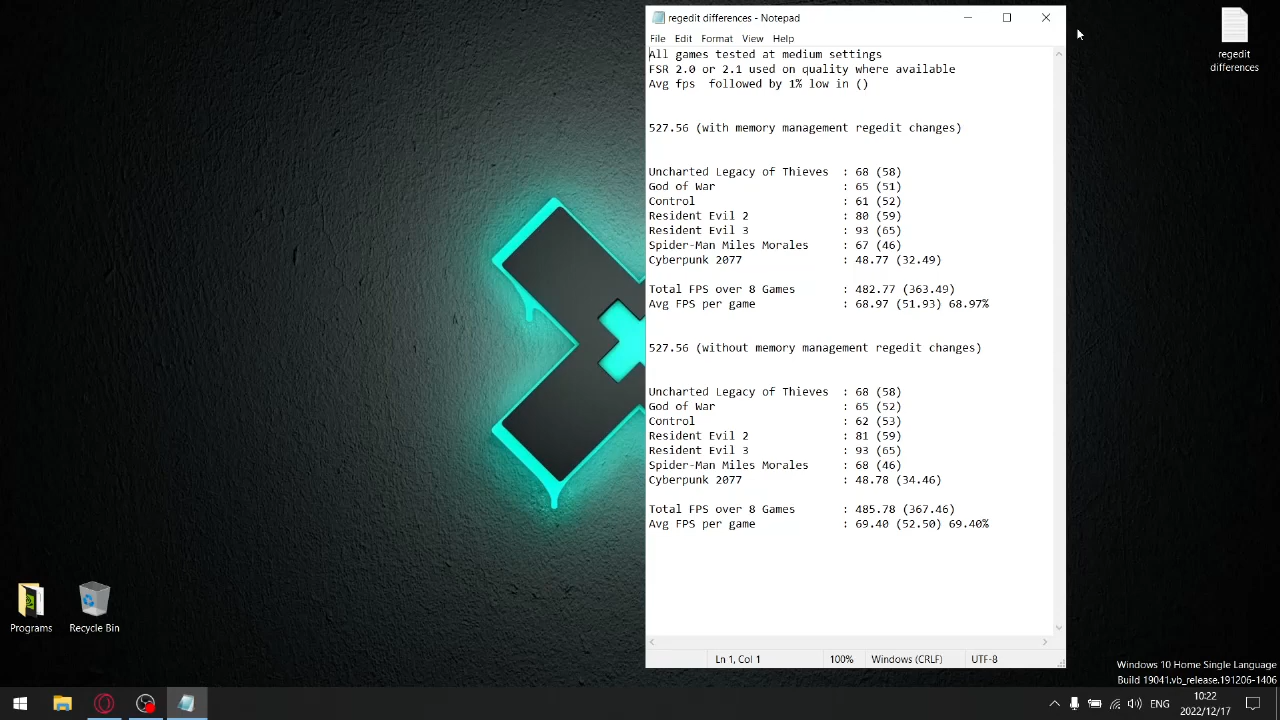 regedit differences - Notepad
File Edit Format View Help
All games tested at medium settings
FSR 2.0 or 2.1 used on quality where available
Avg fps  followed by 1% low in ()
527.56 (with memory management regedit changes)
Uncharted Legacy of Thieves : 68 (58)
God of War : 65 (51)
Control : 61 (52)
Resident Evil 2 : 80 (59)
Resident Evil 3 : 93 (65)
Spider-Man Miles Morales : 67 (46)
Cyberpunk 2077 : 48.77 (32.49)
Total FPS over 8 Games : 482.77 (363.49)
Avg FPS per game : 68.97 (51.93) 68.97%
527.56 (without memory management regedit changes)
Uncharted Legacy of Thieves : 68 (58)
God of War : 65 (52)
Control : 62 (53)
Resident Evil 2 : 81 (59)
Resident Evil 3 : 93 (65)
Spider-Man Miles Morales : 68 (46)
Cyberpunk 2077 : 48.78 (34.46)
Total FPS over 8 Games : 485.78 (367.46)
Avg FPS per game : 69.40 (52.50) 69.40%
Ln 1, Col 1 100% Windows (CRLF) UTF-8
regedit
differences
Programs
Recycle Bin
Windows 10 Home Single Language
Build 19041.vb_release.191206-1406
ENG
10:22
2022/12/17